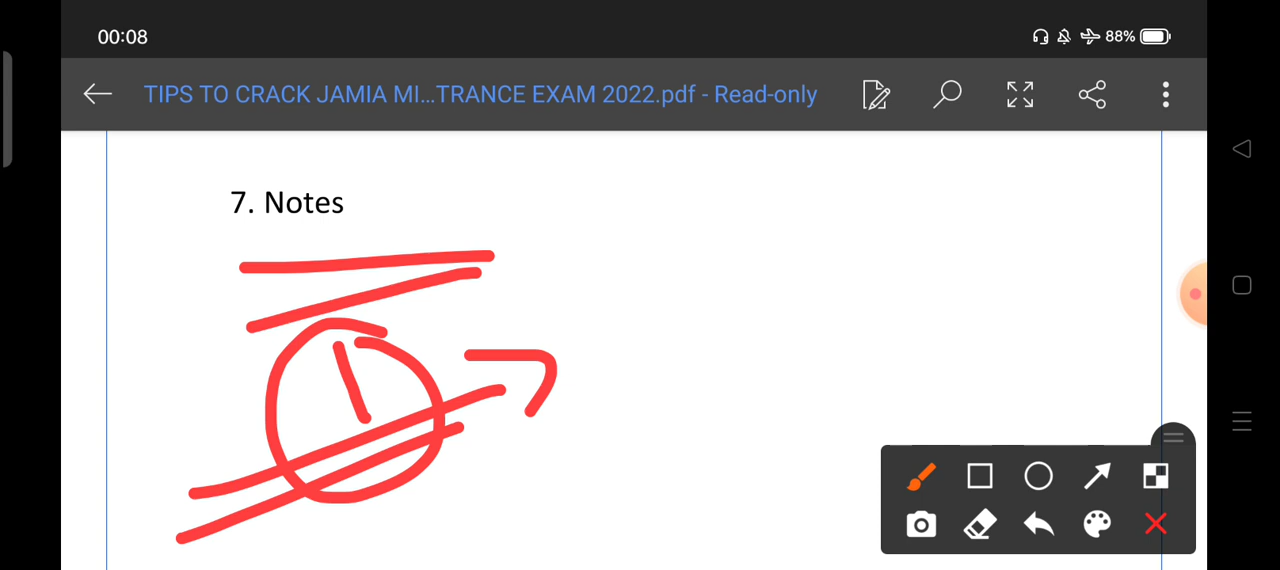 00:08
88%
TIPS TO CRACK JAMIA MI...TRANCE EXAM 2022.pdf - Read-only
7. Notes